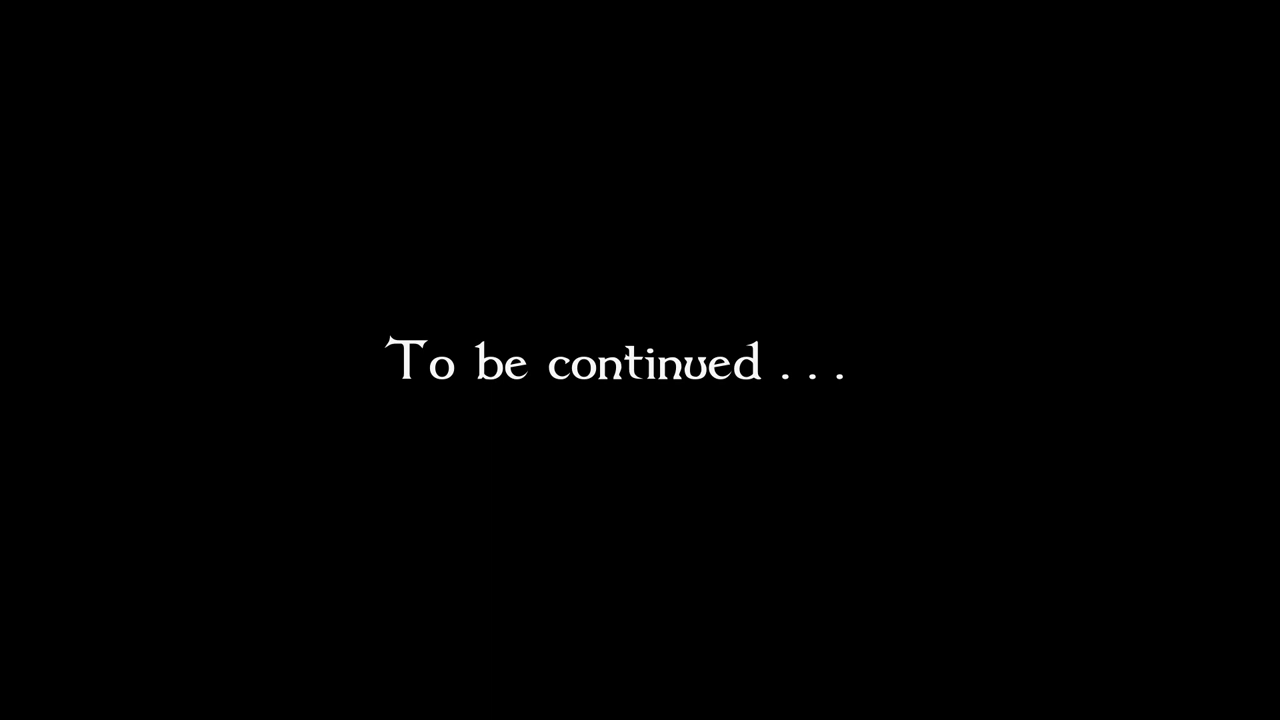 To be continued . . .